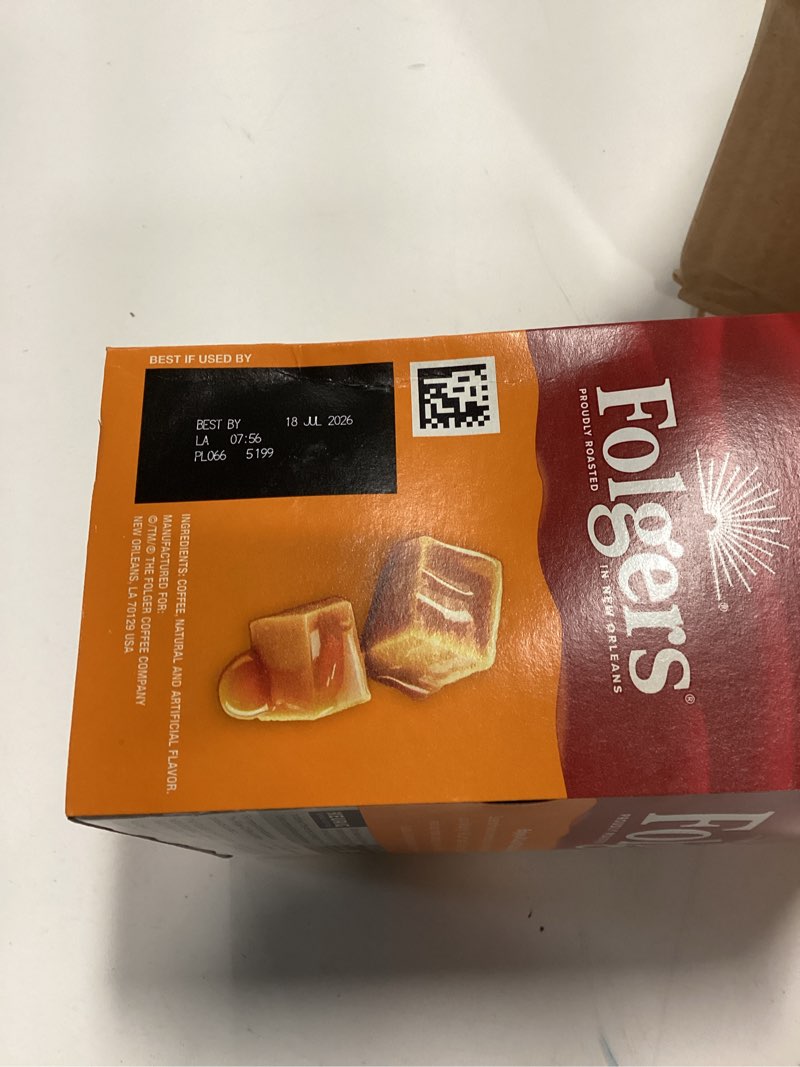 BEST IF USED BY
BEST BY 18 JUL 2026
LA 07:56
PL066 5199
INGREDIENTS: COFFEE, NATURAL AND ARTIFICIAL FLAVOR.
MANUFACTURED FOR:
©/TM/® THE FOLGER COFFEE COMPANY
NEW ORLEANS, LA 70129 USA
Folgers®
PROUDLY ROASTED IN NEW ORLEANS
®